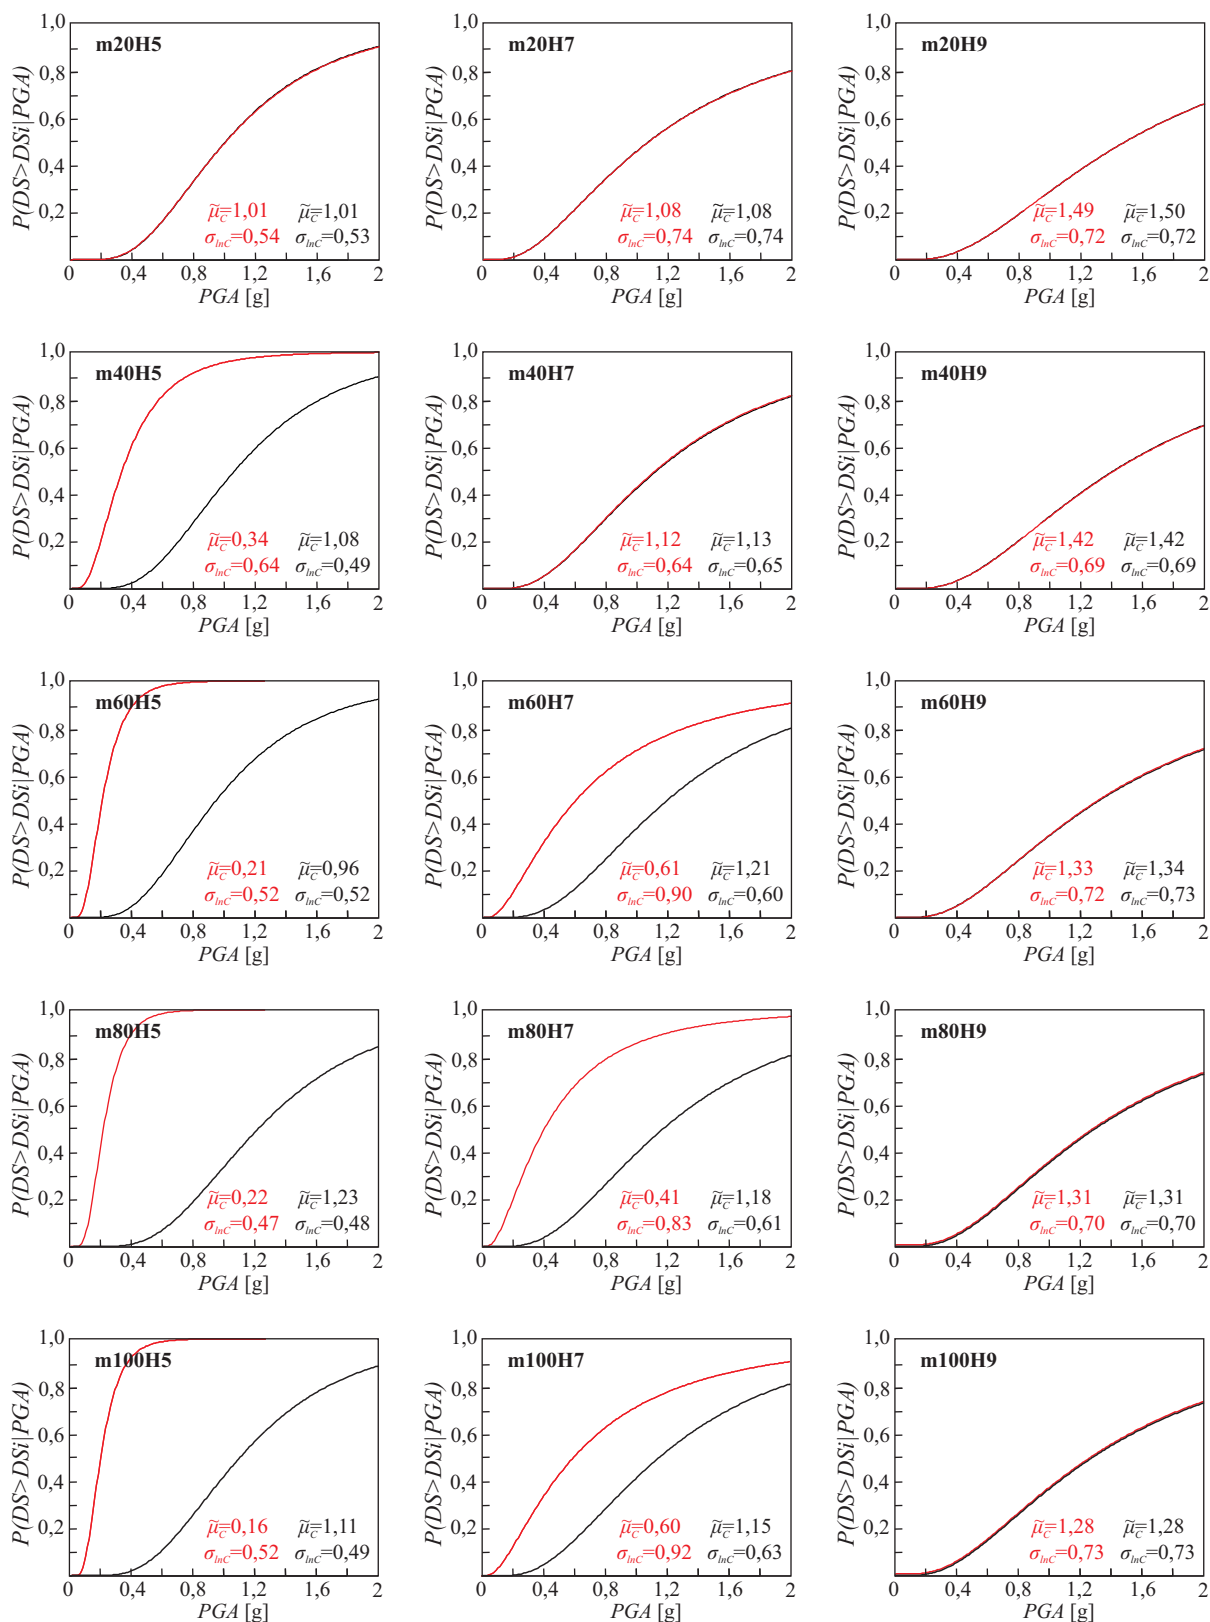 1,0 1,0 1,0
m20H5 m20H7 m20H9
0,8 0,8 0,8
0,6 0,6 0,6
0,4 0,4 0,4
0,2 0,2 0,2
P(DS>DSi|PGA) P(DS>DSi|PGA) P(DS>DSi|PGA)
μ̃C̅=1,01 μ̃C̅=1,01 μ̃C̅=1,08 μ̃C̅=1,08 μ̃C̅=1,49 μ̃C̅=1,50
σlnC=0,54 σlnC=0,53 σlnC=0,74 σlnC=0,74 σlnC=0,72 σlnC=0,72
0 0,4 0,8 1,2 1,6 2 0 0,4 0,8 1,2 1,6 2 0 0,4 0,8 1,2 1,6 2
PGA [g] PGA [g] PGA [g]
1,0 1,0 1,0
m40H5 m40H7 m40H9
0,8 0,8 0,8
0,6 0,6 0,6
0,4 0,4 0,4
0,2 0,2 0,2
P(DS>DSi|PGA) P(DS>DSi|PGA) P(DS>DSi|PGA)
μ̃C̅=0,34 μ̃C̅=1,08 μ̃C̅=1,12 μ̃C̅=1,13 μ̃C̅=1,42 μ̃C̅=1,42
σlnC=0,64 σlnC=0,49 σlnC=0,64 σlnC=0,65 σlnC=0,69 σlnC=0,69
0 0,4 0,8 1,2 1,6 2 0 0,4 0,8 1,2 1,6 2 0 0,4 0,8 1,2 1,6 2
PGA [g] PGA [g] PGA [g]
1,0 1,0 1,0
m60H5 m60H7 m60H9
0,8 0,8 0,8
0,6 0,6 0,6
0,4 0,4 0,4
0,2 0,2 0,2
P(DS>DSi|PGA) P(DS>DSi|PGA) P(DS>DSi|PGA)
μ̃C̅=0,21 μ̃C̅=0,96 μ̃C̅=0,61 μ̃C̅=1,21 μ̃C̅=1,33 μ̃C̅=1,34
σlnC=0,52 σlnC=0,52 σlnC=0,90 σlnC=0,60 σlnC=0,72 σlnC=0,73
0 0,4 0,8 1,2 1,6 2 0 0,4 0,8 1,2 1,6 2 0 0,4 0,8 1,2 1,6 2
PGA [g] PGA [g] PGA [g]
1,0 1,0 1,0
m80H5 m80H7 m80H9
0,8 0,8 0,8
0,6 0,6 0,6
0,4 0,4 0,4
0,2 0,2 0,2
P(DS>DSi|PGA) P(DS>DSi|PGA) P(DS>DSi|PGA)
μ̃C̅=0,22 μ̃C̅=1,23 μ̃C̅=0,41 μ̃C̅=1,18 μ̃C̅=1,31 μ̃C̅=1,31
σlnC=0,47 σlnC=0,48 σlnC=0,83 σlnC=0,61 σlnC=0,70 σlnC=0,70
0 0,4 0,8 1,2 1,6 2 0 0,4 0,8 1,2 1,6 2 0 0,4 0,8 1,2 1,6 2
PGA [g] PGA [g] PGA [g]
1,0 1,0 1,0
m100H5 m100H7 m100H9
0,8 0,8 0,8
0,6 0,6 0,6
0,4 0,4 0,4
0,2 0,2 0,2
P(DS>DSi|PGA) P(DS>DSi|PGA) P(DS>DSi|PGA)
μ̃C̅=0,16 μ̃C̅=1,11 μ̃C̅=0,60 μ̃C̅=1,15 μ̃C̅=1,28 μ̃C̅=1,28
σlnC=0,52 σlnC=0,49 σlnC=0,92 σlnC=0,63 σlnC=0,73 σlnC=0,73
0 0,4 0,8 1,2 1,6 2 0 0,4 0,8 1,2 1,6 2 0 0,4 0,8 1,2 1,6 2
PGA [g] PGA [g] PGA [g]